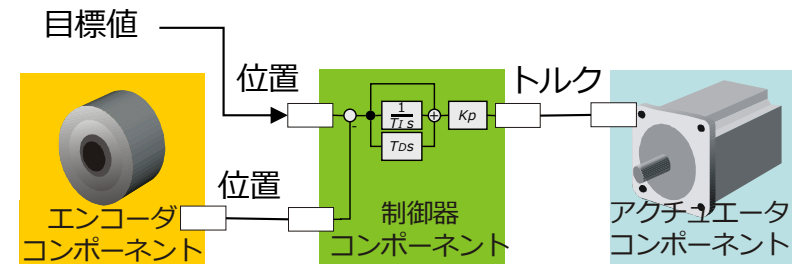 目標値
位置
トルク
1
TI s
TDs
-
+
Kp
位置
エンコーダ
コンポーネント
制御器
コンポーネント
アクチュエータ
コンポーネント